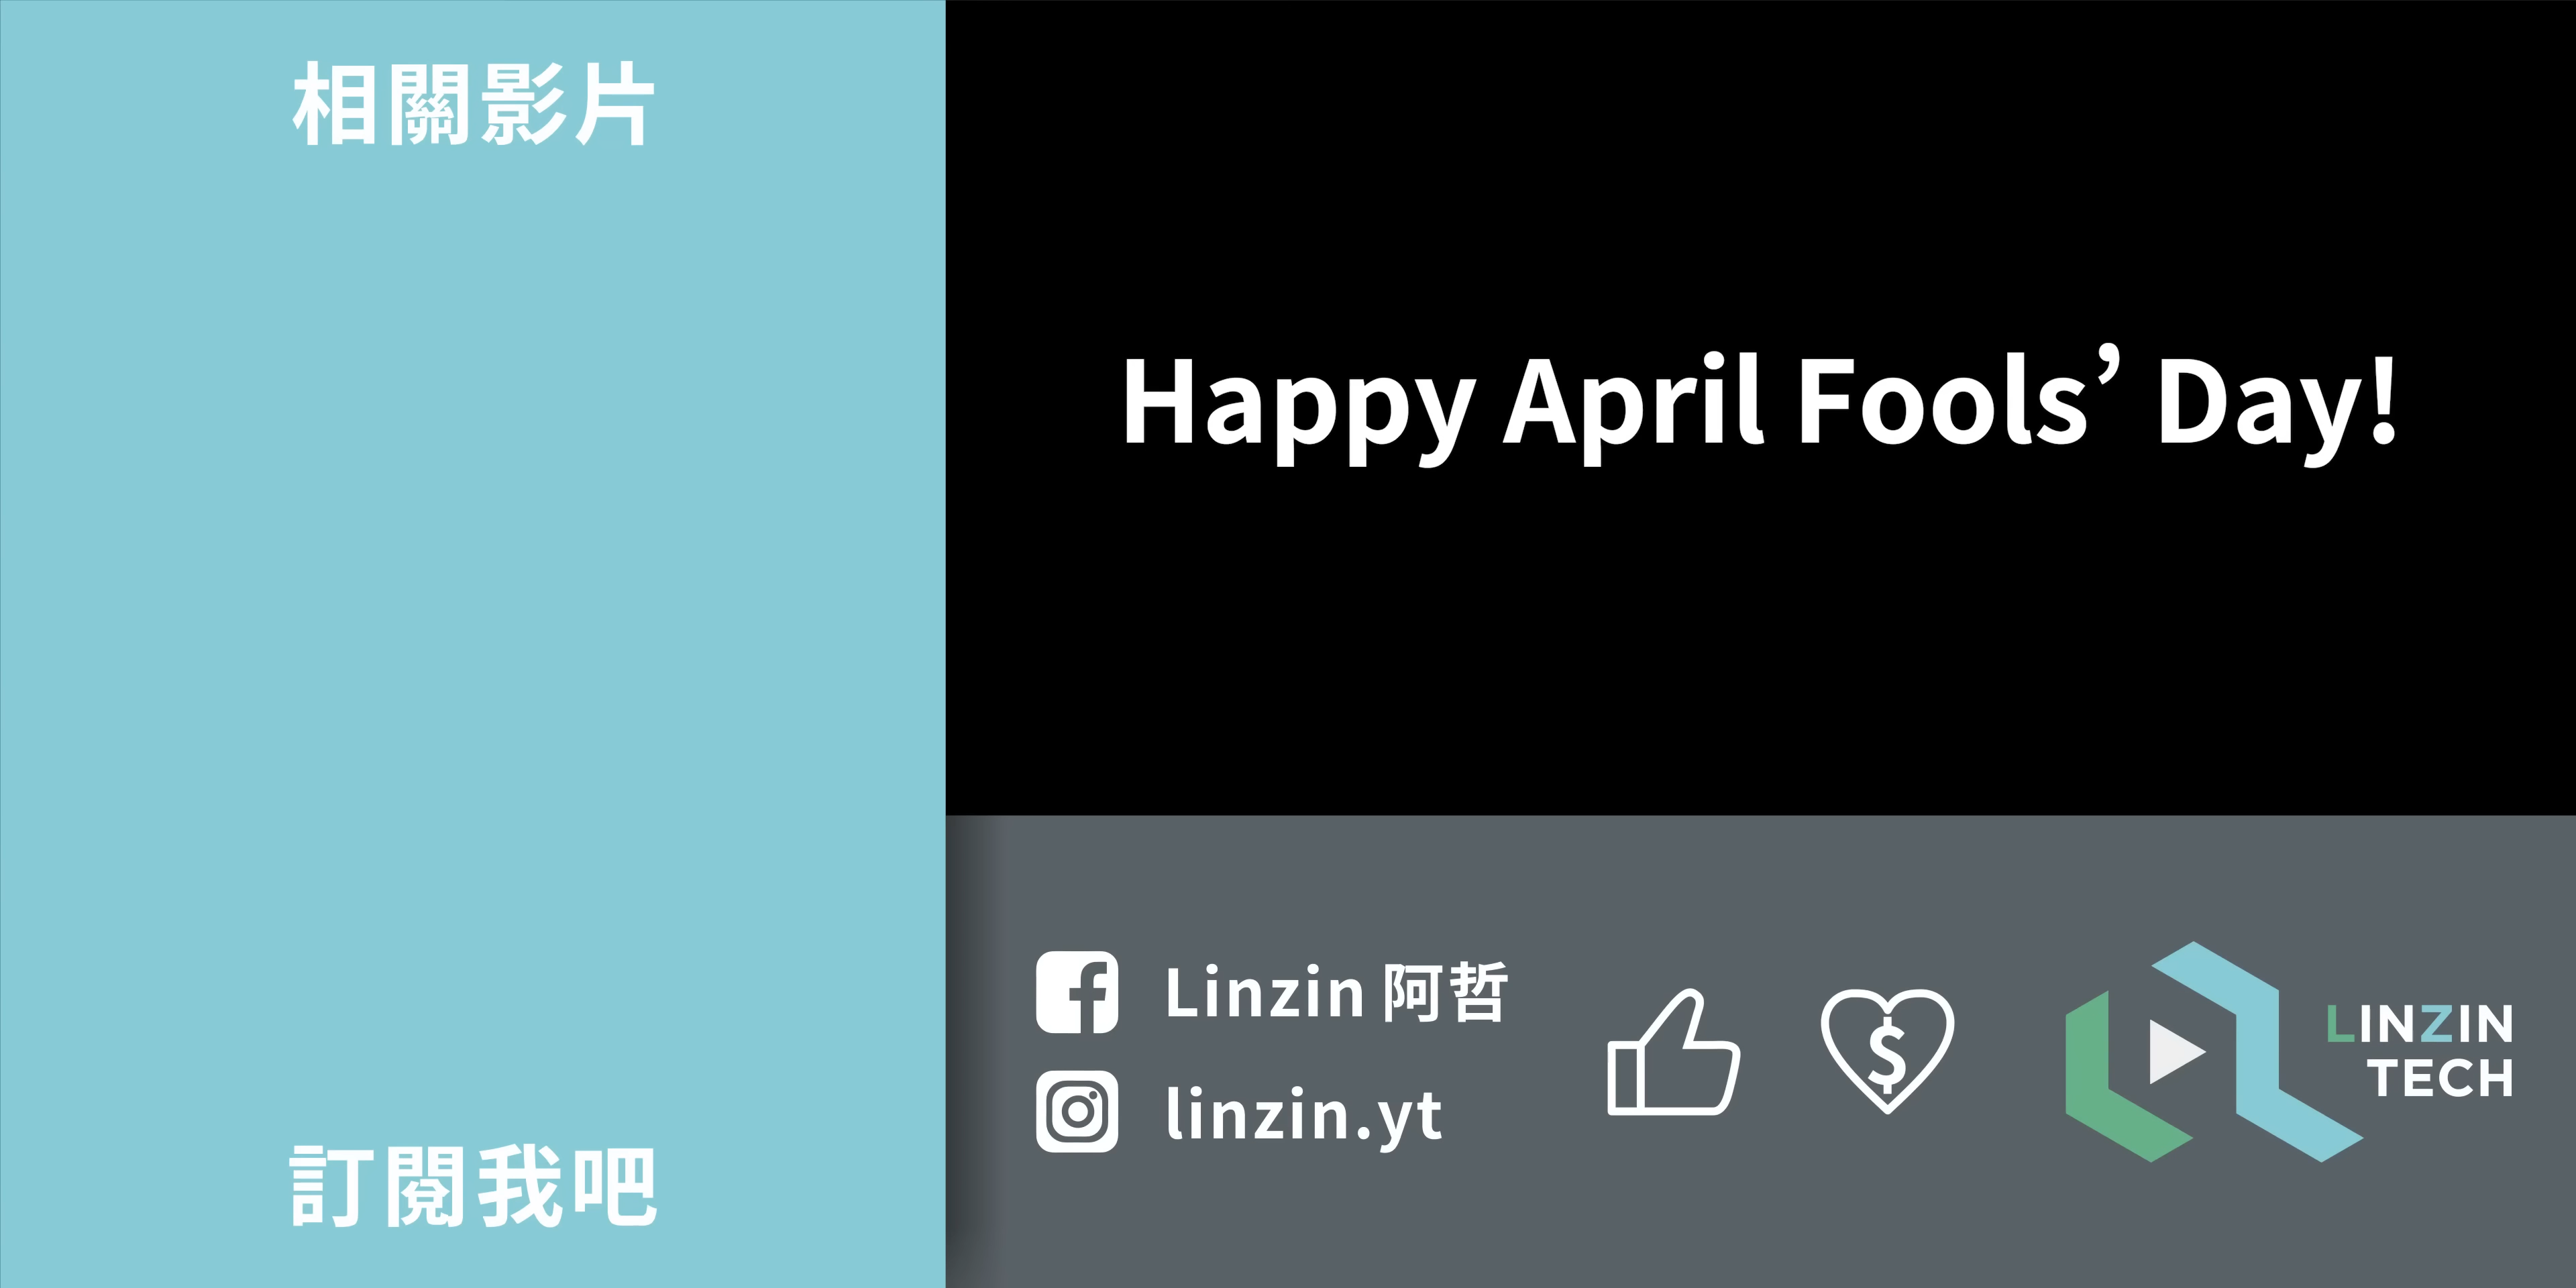 相關影片
訂閱我吧
Happy April Fools’ Day!
Linzin 阿哲
linzin.yt
LINZIN
TECH